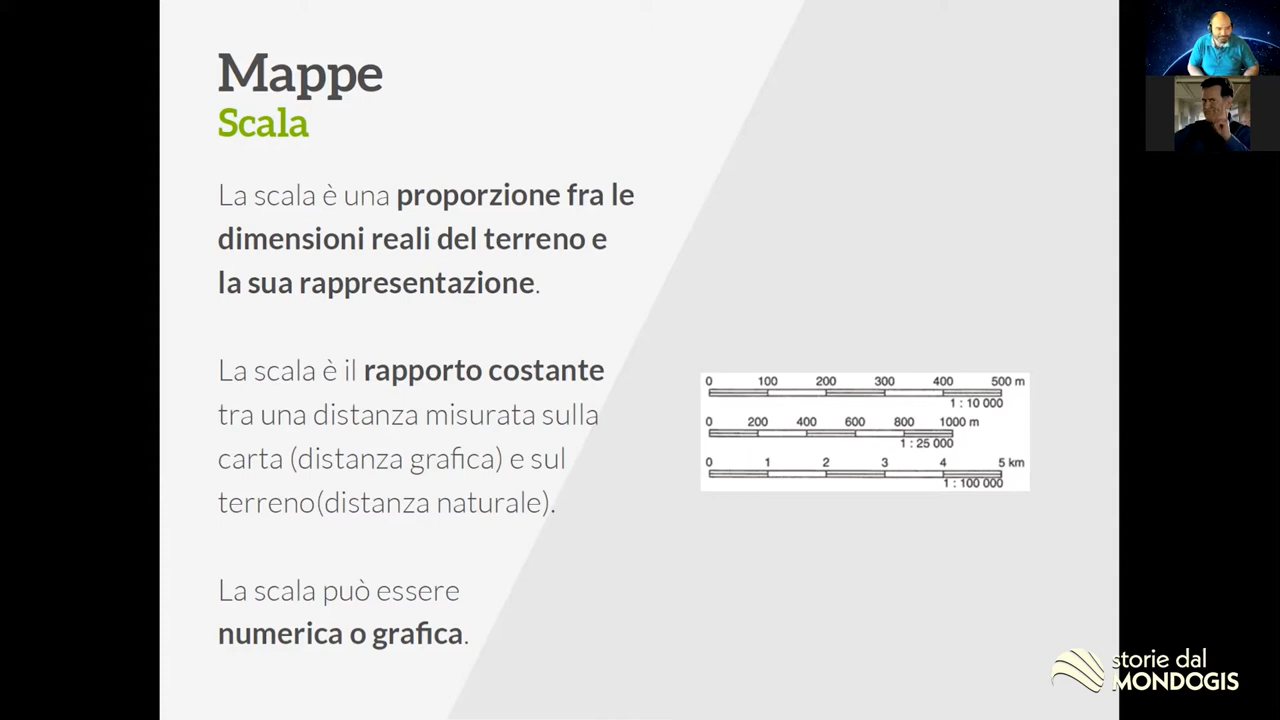 Mappe
Scala
La scala è una proporzione fra le
dimensioni reali del terreno e
la sua rappresentazione.
La scala è il rapporto costante
tra una distanza misurata sulla
carta (distanza grafica) e sul
terreno(distanza naturale).
La scala può essere
numerica o grafica.
0 100 200 300 400 500 m
1 : 10 000
0 200 400 600 800 1000 m
1 : 25 000
0 1 2 3 4 5 km
1 : 100 000
storie dal
MONDOGIS